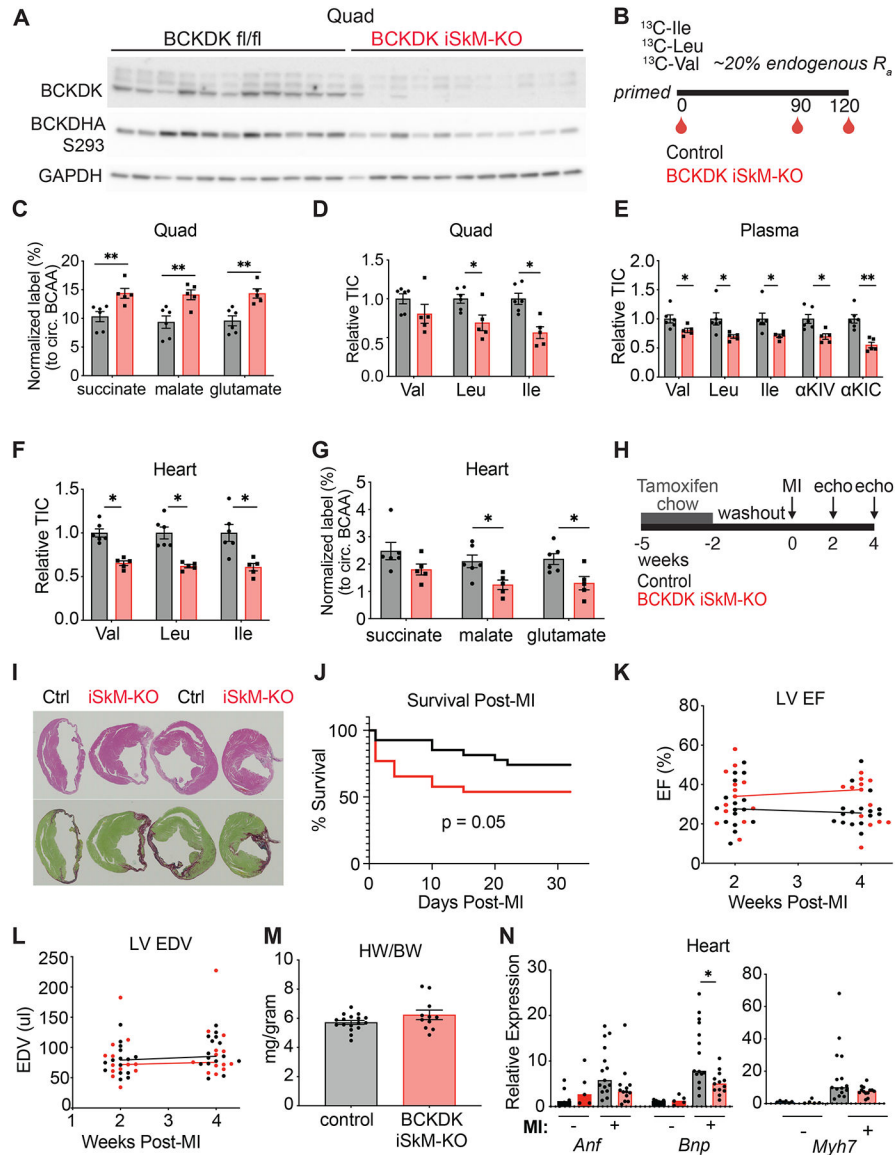 A
Quad
BCKDK fl/fl
BCKDK iSkM-KO
BCKDK
BCKDHA
S293
GAPDH
B
¹³C-Ile
¹³C-Leu
¹³C-Val ~20% endogenous Rₐ
primed
0 90 120
Control
BCKDK iSkM-KO
C
Quad
Normalized label (%)
(to circ. BCAA)
20
15
10
5
0
** ** **
succinate malate glutamate
D
Quad
Relative TIC
1.5
1.0
0.5
0.0
* *
Val Leu Ile
E
Plasma
Relative TIC
2.0
1.5
1.0
0.5
0.0
* * * * **
Val Leu Ile αKIV αKIC
F
Heart
Relative TIC
1.5
1.0
0.5
0.0
* * *
Val Leu Ile
G
Heart
Normalized label (%)
(to circ. BCAA)
5
4
3
2
1
0
* *
succinate malate glutamate
H
Tamoxifen
chow
washout
MI echo echo
-5 -2 0 2 4
weeks
Control
BCKDK iSkM-KO
I
Ctrl iSkM-KO Ctrl iSkM-KO
J
Survival Post-MI
% Survival
100
50
0
p = 0.05
0 10 20 30
Days Post-MI
K
LV EF
EF (%)
80
60
40
20
0
2 3 4
Weeks Post-MI
L
LV EDV
EDV (ul)
250
200
150
100
50
0
1 2 3 4
Weeks Post-MI
M
HW/BW
mg/gram
10
8
6
4
2
0
control
BCKDK
iSkM-KO
N
Heart
Relative Expression
30
20
10
0
*
MI: - + - +
Anf Bnp
80
60
40
20
0
- +
Myh7